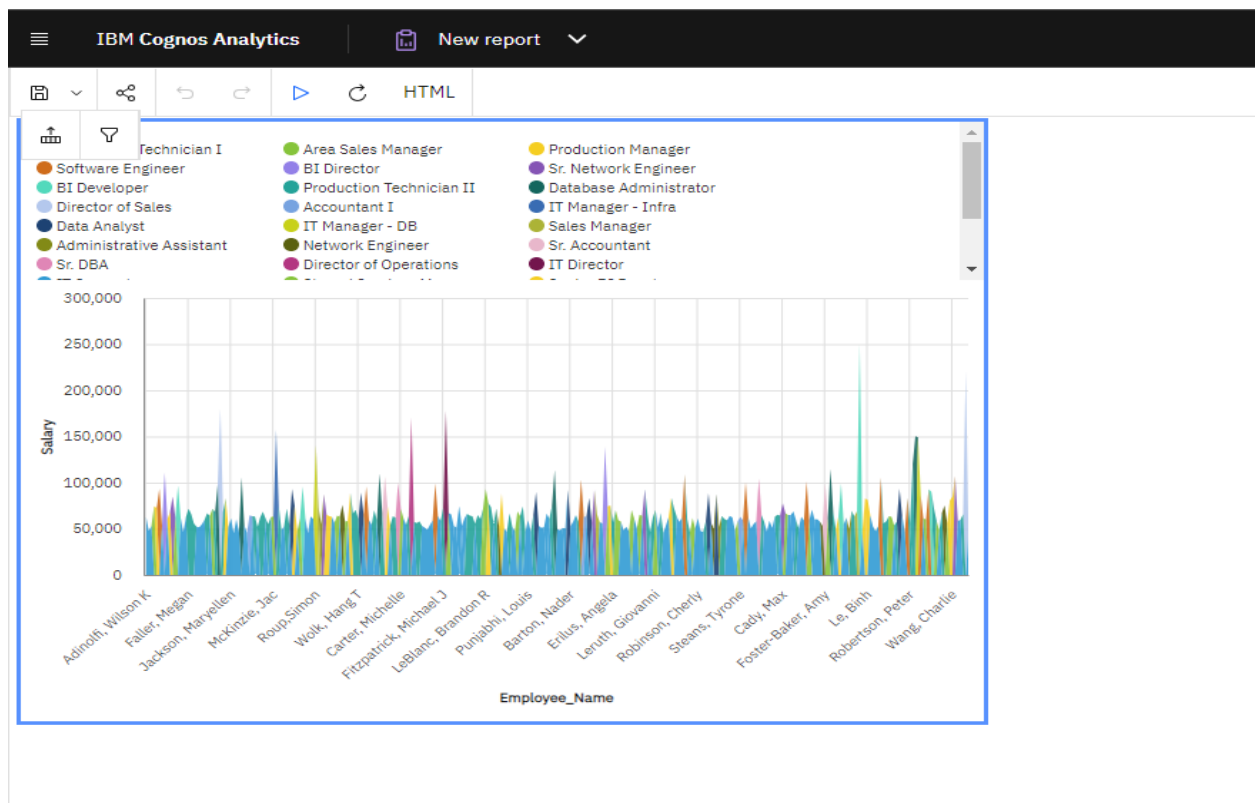 IBM Cognos Analytics New report
HTML
Technician I Area Sales Manager Production Manager
Software Engineer BI Director Sr. Network Engineer
BI Developer Production Technician II Database Administrator
Director of Sales Accountant I IT Manager - Infra
Data Analyst IT Manager - DB Sales Manager
Administrative Assistant Network Engineer Sr. Accountant
Sr. DBA Director of Operations IT Director
300,000
250,000
200,000
150,000
100,000
50,000
0
Salary
Adinolfi, Wilson K
Faller, Megan
Jackson, Maryellen
McKinzie, Jac
Roup,Simon
Wolk, Hang T
Carter, Michelle
Fitzpatrick, Michael J
LeBlanc, Brandon R
Punjabhi, Louis
Barton, Nader
Erilus, Angela
Leruth, Giovanni
Robinson, Cherly
Steans, Tyrone
Cady, Max
Foster-Baker, Amy
Le, Binh
Robertson, Peter
Wang, Charlie
Employee_Name